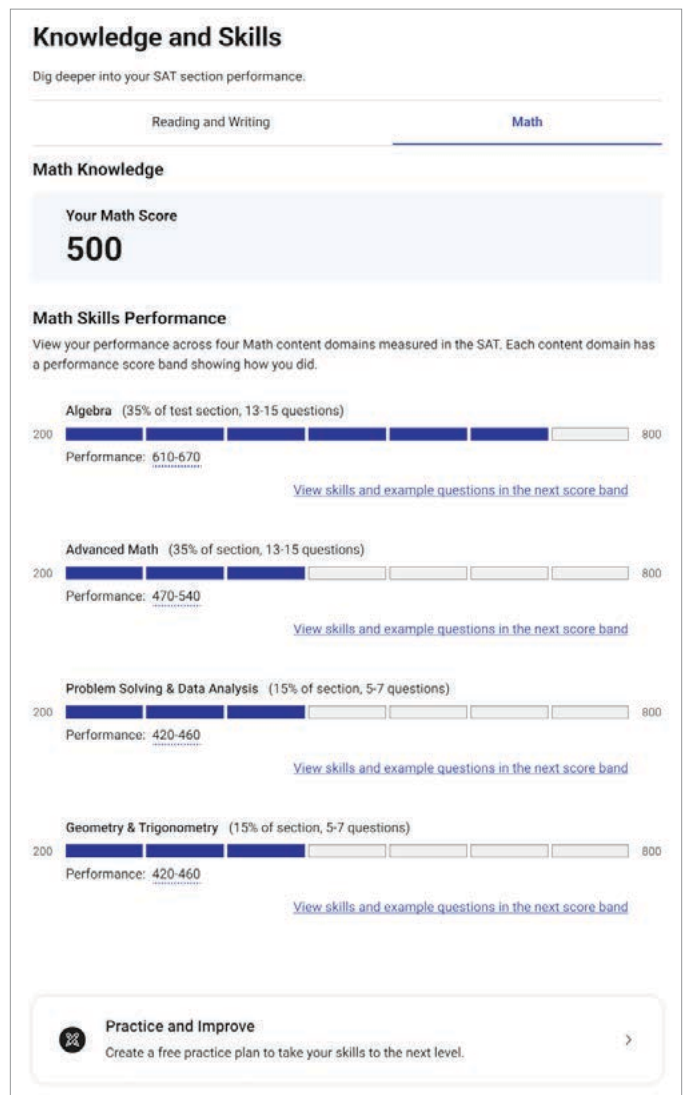 Knowledge and Skills
Dig deeper into your SAT section performance.
Reading and Writing
Math
Math Knowledge
Your Math Score
500
Math Skills Performance
View your performance across four Math content domains measured in the SAT. Each content domain has
a performance score band showing how you did.
Algebra (35% of test section, 13-15 questions)
200 800
Performance: 610-670
View skills and example questions in the next score band
Advanced Math (35% of section, 13-15 questions)
200 800
Performance: 470-540
View skills and example questions in the next score band
Problem Solving & Data Analysis (15% of section, 5-7 questions)
200 800
Performance: 420-460
View skills and example questions in the next score band
Geometry & Trigonometry (15% of section, 5-7 questions)
200 800
Performance: 420-460
View skills and example questions in the next score band
Practice and Improve
Create a free practice plan to take your skills to the next level.